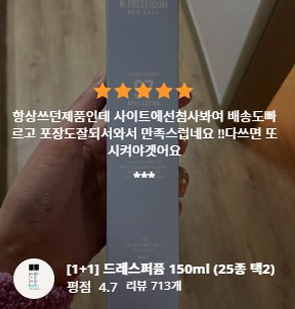 W.DRESSROOM
NEW YORK
97
항상쓰던제품인데 사이트에선첨사봐여 배송도빠
르고 포장도잘되서와서 만족스럽네요 !!다쓰면 또
시켜야겟어요
***
[1+1] 드레스퍼퓸 150ml (25종 택2)
평점 4.7 리뷰 713개